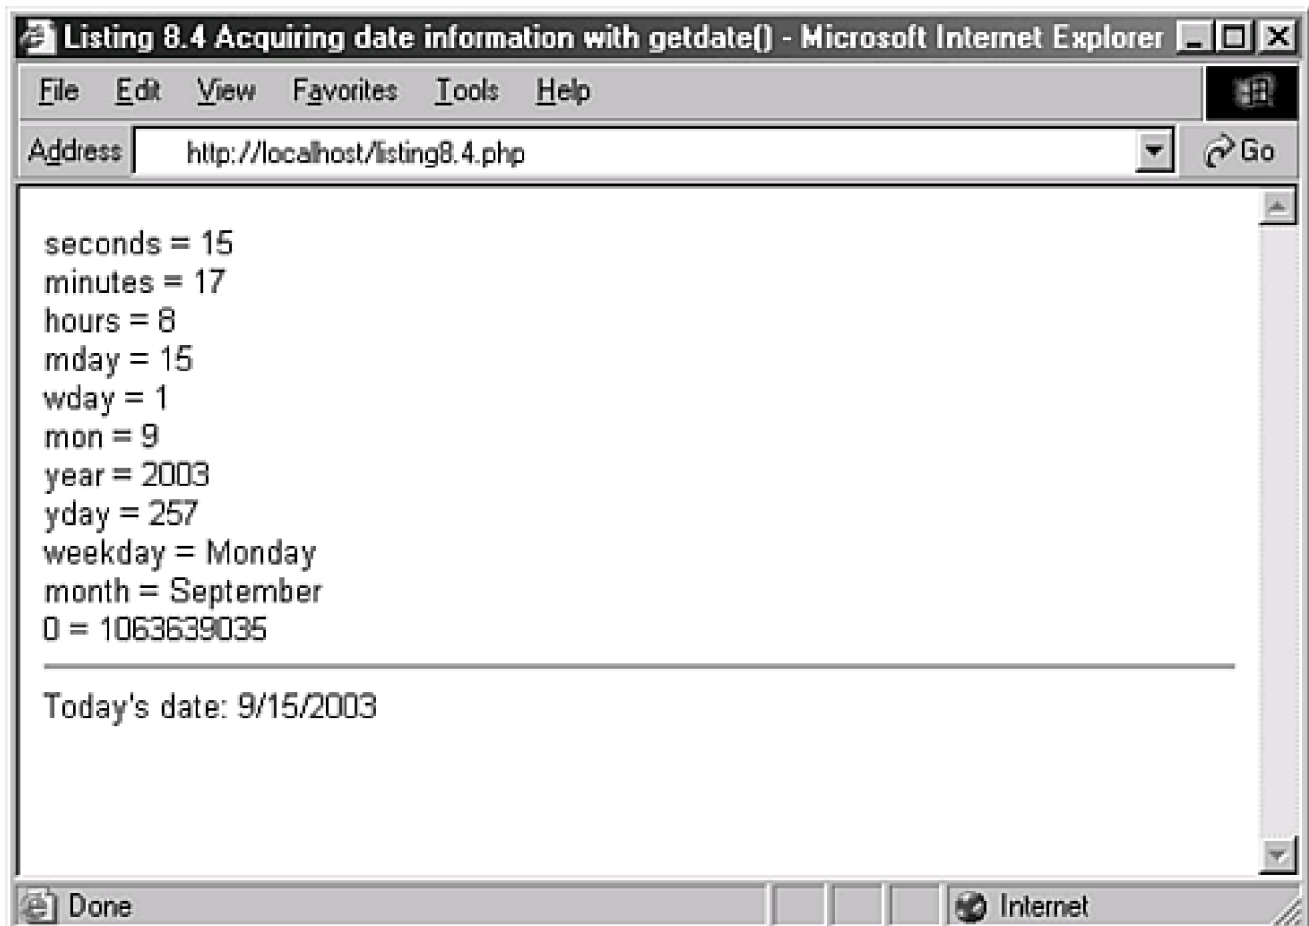 Listing 8.4 Acquiring date information with getdate() - Microsoft Internet Explorer
File Edit View Favorites Tools Help
Address http://localhost/listing8.4.php Go
seconds = 15
minutes = 17
hours = 8
mday = 15
wday = 1
mon = 9
year = 2003
yday = 257
weekday = Monday
month = September
0 = 1063639035
Today's date: 9/15/2003
Done Internet